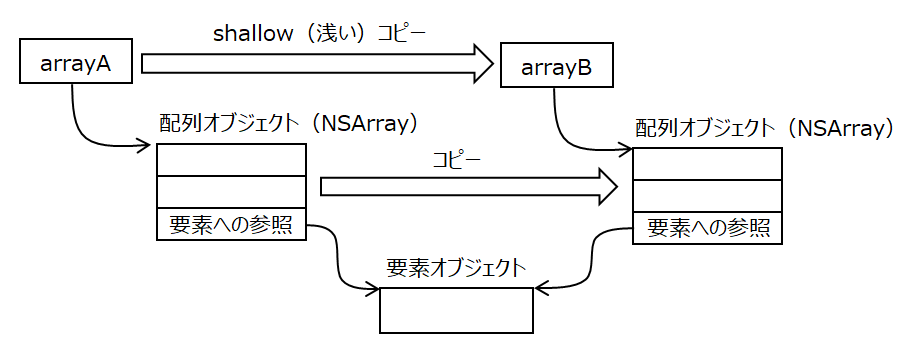 shallow（浅い）コピー
arrayA
arrayB
配列オブジェクト（NSArray）
配列オブジェクト（NSArray）
コピー
要素への参照
要素への参照
要素オブジェクト